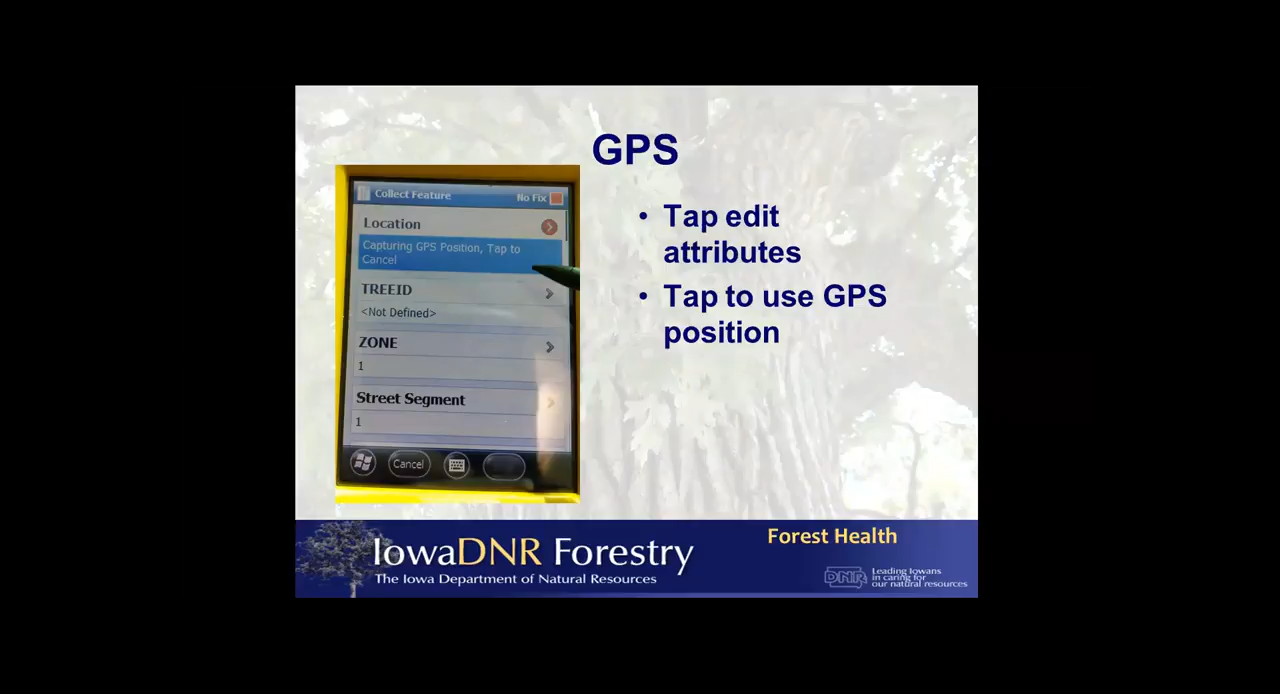 GPS
Collect Feature No Fix
Location
Capturing GPS Position, Tap to
Cancel
TREEID
<Not Defined>
ZONE
1
Street Segment
1
Cancel
• Tap edit
attributes
• Tap to use GPS
position
IowaDNR Forestry
The Iowa Department of Natural Resources
Forest Health
DNR
Leading Iowans
in caring for
our natural resources